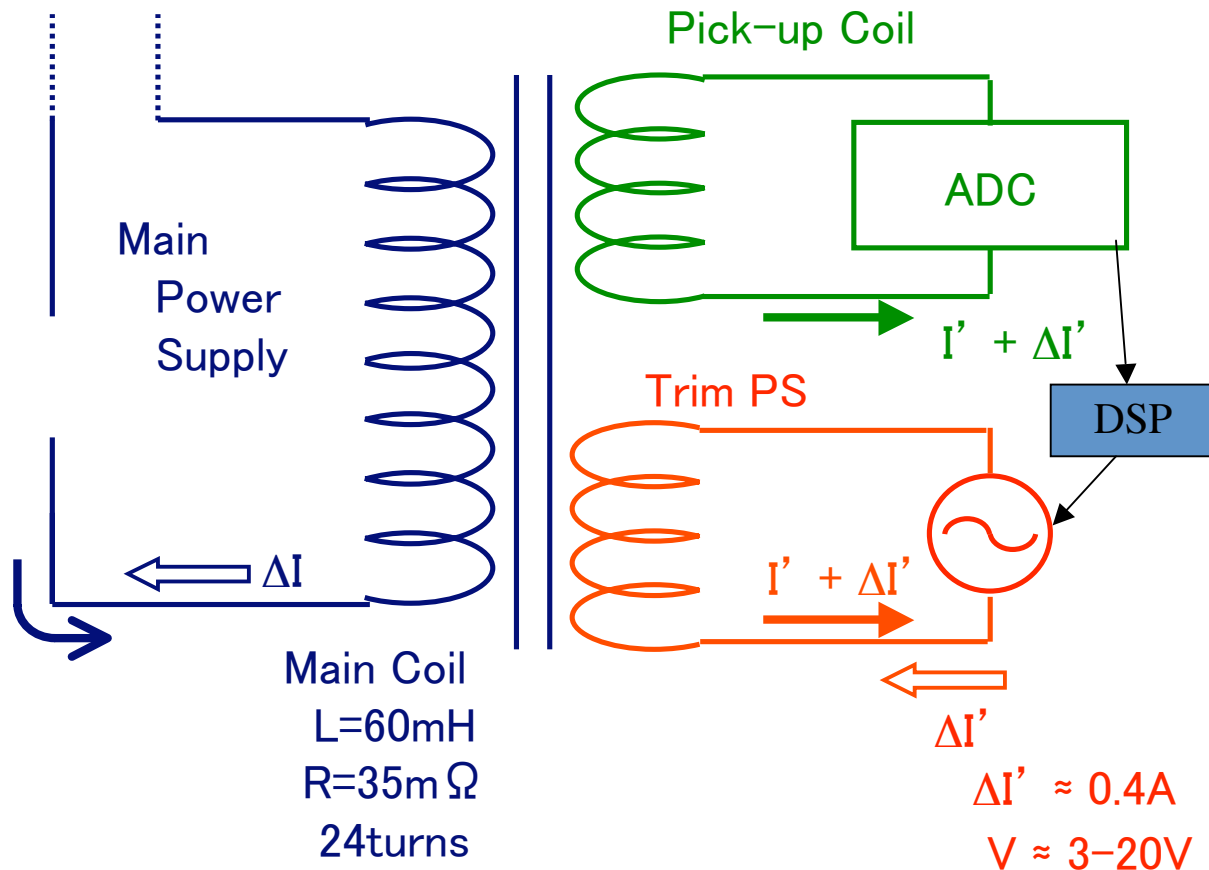 Pick-up Coil
ADC
Main
Power
Supply
I’ + ΔI’
Trim PS
DSP
ΔI
I’ + ΔI’
Main Coil
L=60mH
R=35mΩ
24turns
ΔI’
ΔI’ ≈ 0.4A
V ≈ 3-20V